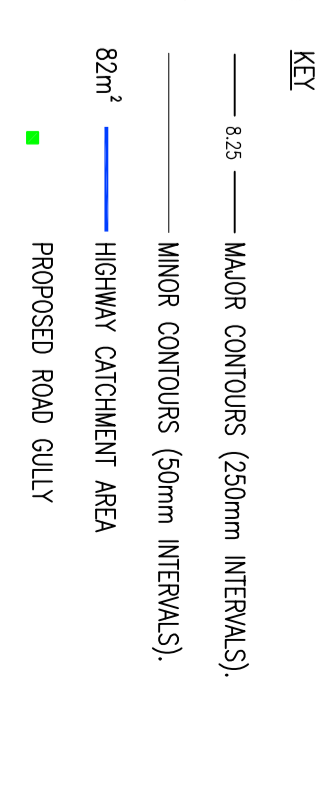 KEY
8.25 MAJOR CONTOURS (250mm INTERVALS).
MINOR CONTOURS (50mm INTERVALS).
82m² HIGHWAY CATCHMENT AREA
PROPOSED ROAD GULLY